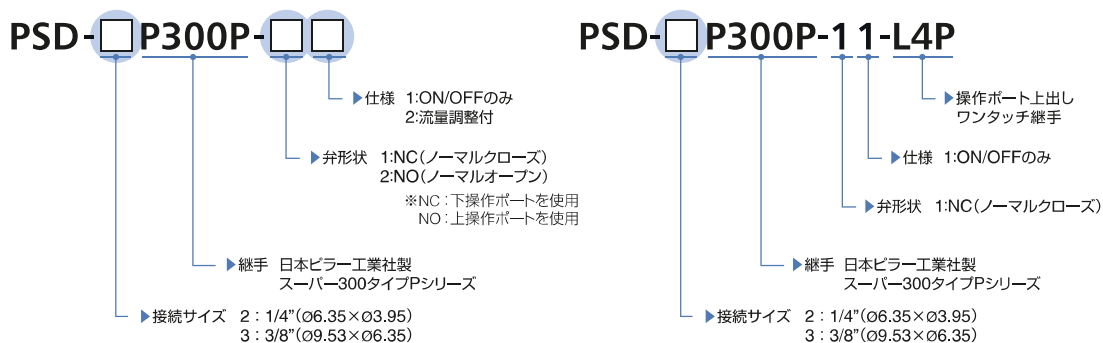 PSD-□P300P-□□
▶仕様 1:ON/OFFのみ
2:流量調整付
▶弁形状 1:NC(ノーマルクローズ)
2:NO(ノーマルオープン)
※NC:下操作ポートを使用
NO:上操作ポートを使用
▶継手 日本ピラー工業社製
スーパー300タイプPシリーズ
▶接続サイズ 2:1/4"(Ø6.35×Ø3.95)
3:3/8"(Ø9.53×Ø6.35)
PSD-□P300P-11-L4P
▶操作ポート上出し
ワンタッチ継手
▶仕様 1:ON/OFFのみ
▶弁形状 1:NC(ノーマルクローズ)
▶継手 日本ピラー工業社製
スーパー300タイプPシリーズ
▶接続サイズ 2:1/4"(Ø6.35×Ø3.95)
3:3/8"(Ø9.53×Ø6.35)